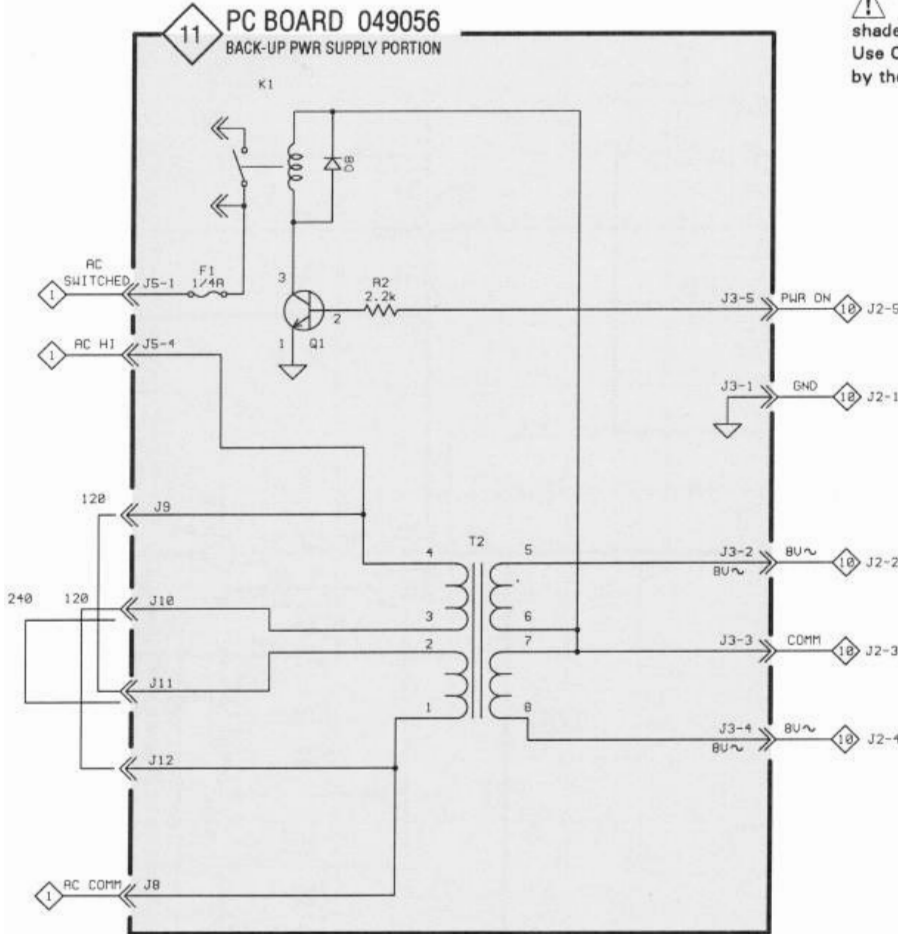 11
PC BOARD 049056
BACK-UP PWR SUPPLY PORTION
!
shade
Use C
by the
K1
D8
AC
SWITCHED
1
J5-1
F1
1/4A
3
R2
2.2k
2
1
Q1
J3-5
PWR ON
10
J2-5
1
AC HI
J5-4
J3-1
GND
10
J2-1
120
J9
T2
4
5
J3-2
8V~
8V~
10
J2-2
240
120
J10
3
6
2
7
J3-3
COMM
10
J2-3
J11
1
8
J3-4
8V~
8V~
10
J2-4
J12
1
AC COMM
J8